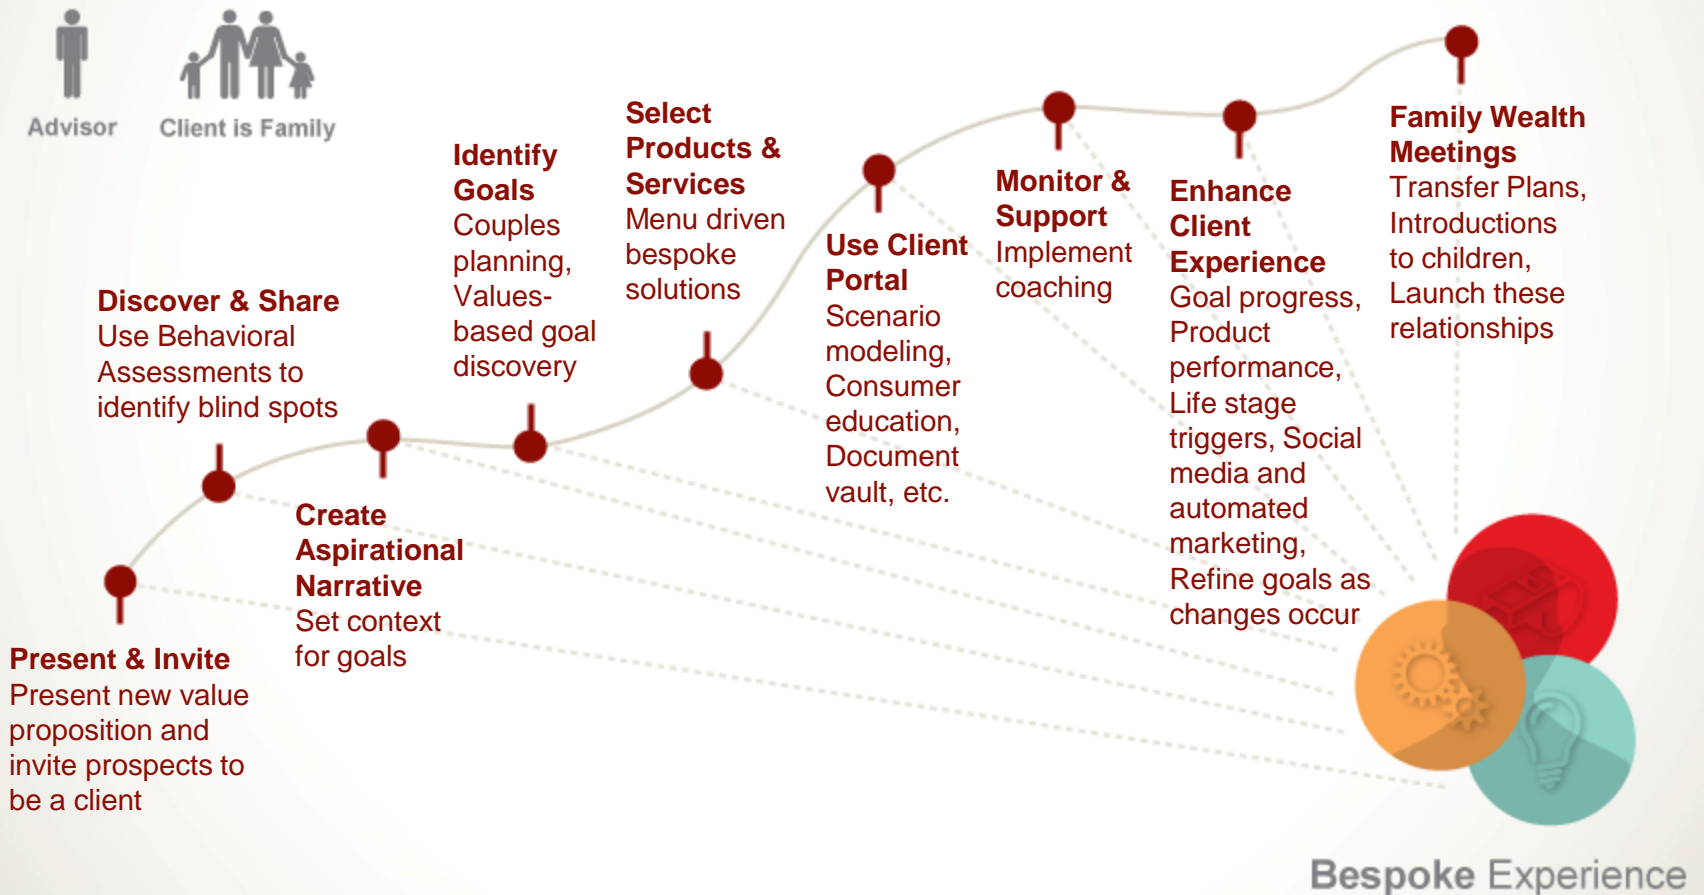 Advisor
Client is Family
Present & Invite
Present new value
proposition and
invite prospects to
be a client
Discover & Share
Use Behavioral
Assessments to
identify blind spots
Create
Aspirational
Narrative
Set context
for goals
Identify
Goals
Couples
planning,
Values-
based goal
discovery
Select
Products &
Services
Menu driven
bespoke
solutions
Use Client
Portal
Scenario
modeling,
Consumer
education,
Document
vault, etc.
Monitor &
Support
Implement
coaching
Enhance
Client
Experience
Goal progress,
Product
performance,
Life stage
triggers, Social
media and
automated
marketing,
Refine goals as
changes occur
Family Wealth
Meetings
Transfer Plans,
Introductions
to children,
Launch these
relationships
Bespoke Experience